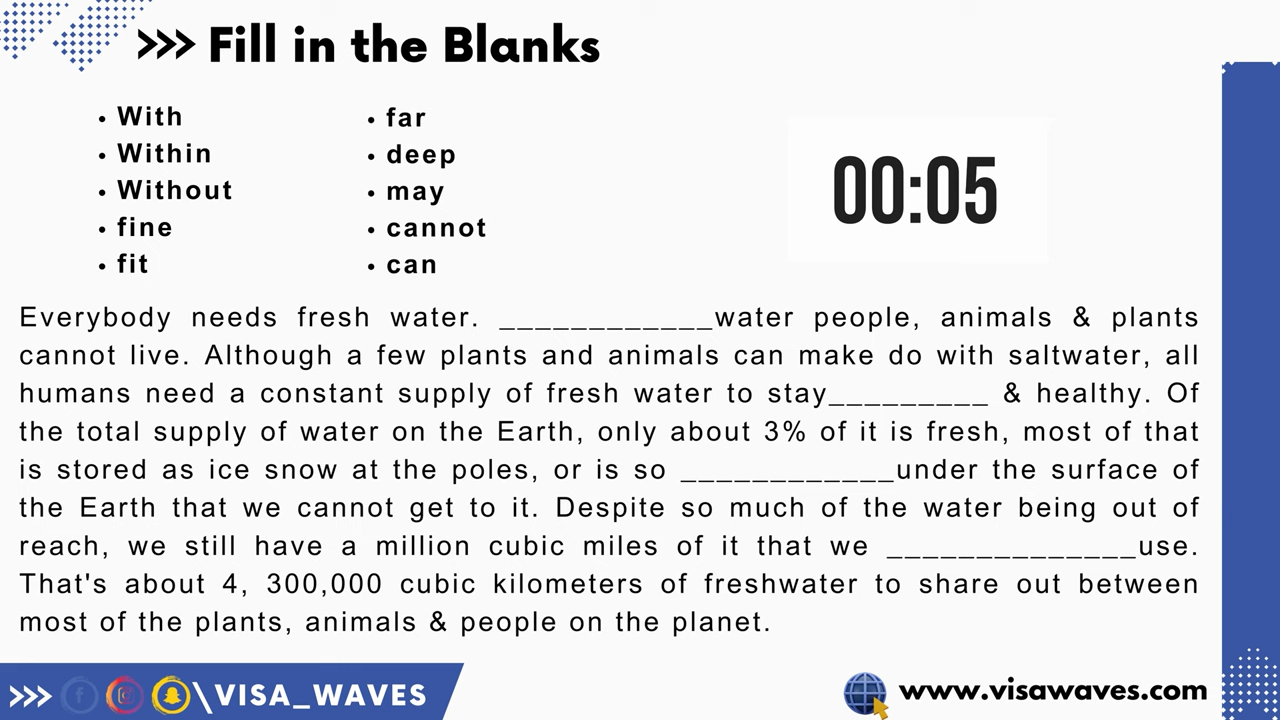 >>> Fill in the Blanks
• With
• Within
• Without
• fine
• fit
• far
• deep
• may
• cannot
• can
00:05
Everybody needs fresh water. ____________water people, animals & plants
cannot live. Although a few plants and animals can make do with saltwater, all
humans need a constant supply of fresh water to stay_________ & healthy. Of
the total supply of water on the Earth, only about 3% of it is fresh, most of that
is stored as ice snow at the poles, or is so ____________under the surface of
the Earth that we cannot get to it. Despite so much of the water being out of
reach, we still have a million cubic miles of it that we ______________use.
That's about 4, 300,000 cubic kilometers of freshwater to share out between
most of the plants, animals & people on the planet.
>>> \VISA_WAVES
www.visawaves.com